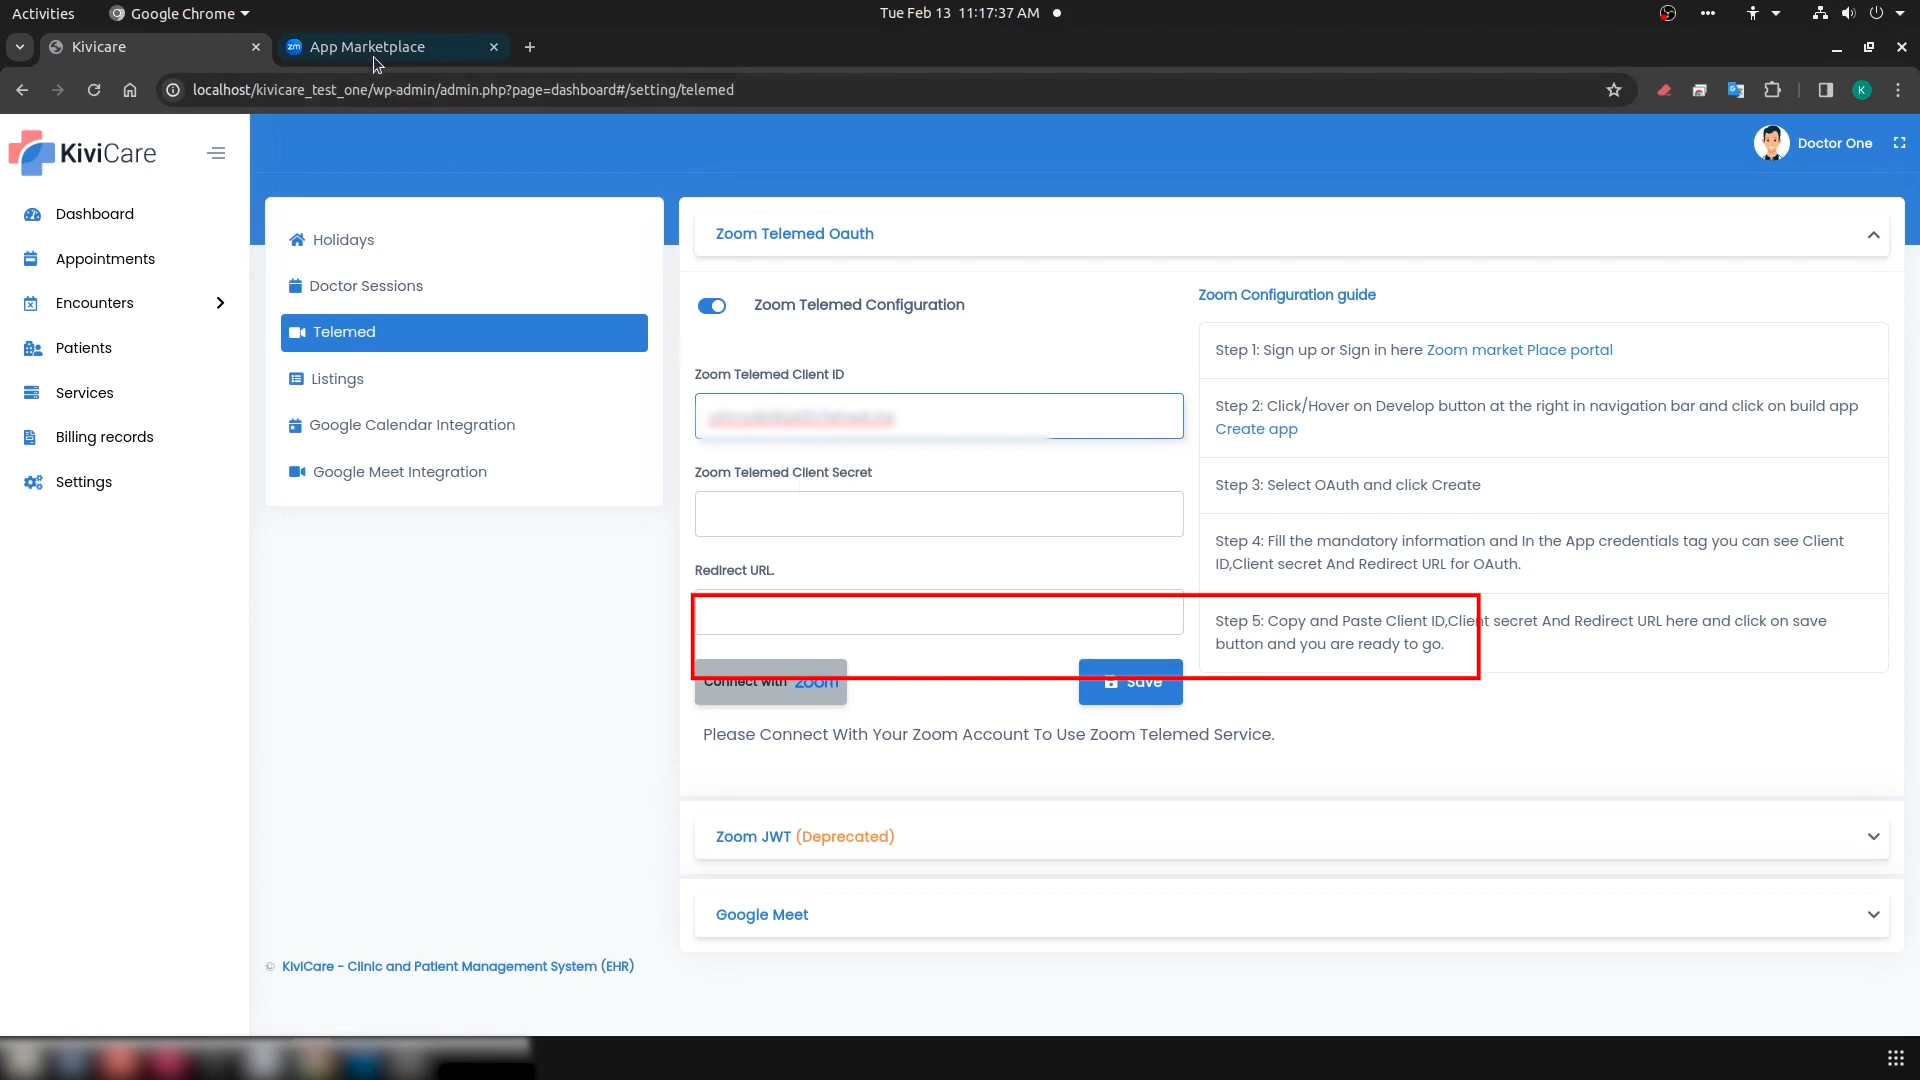 Activities
Google Chrome
Tue Feb 13 11:17:37 AM
Kivicare
zm App Marketplace
localhost/kivicare_test_one/wp-admin/admin.php?page=dashboard#/setting/telemed
K
KiviCare
Doctor One
Dashboard
Appointments
Encounters
Patients
Services
Billing records
Settings
Holidays
Doctor Sessions
Telemed
Listings
Google Calendar Integration
Google Meet Integration
Zoom Telemed Oauth
Zoom Telemed Configuration
Zoom Telemed Client ID
Zoom Telemed Client Secret
Redirect URL.
Connect with zoom
Save
Please Connect With Your Zoom Account To Use Zoom Telemed Service.
Zoom Configuration guide
Step 1: Sign up or Sign in here Zoom market Place portal
Step 2: Click/Hover on Develop button at the right in navigation bar and click on build app
Create app
Step 3: Select OAuth and click Create
Step 4: Fill the mandatory information and In the App credentials tag you can see Client
ID,Client secret And Redirect URL for OAuth.
Step 5: Copy and Paste Client ID,Client secret And Redirect URL here and click on save
button and you are ready to go.
Zoom JWT (Deprecated)
Google Meet
© KiviCare - Clinic and Patient Management System (EHR)